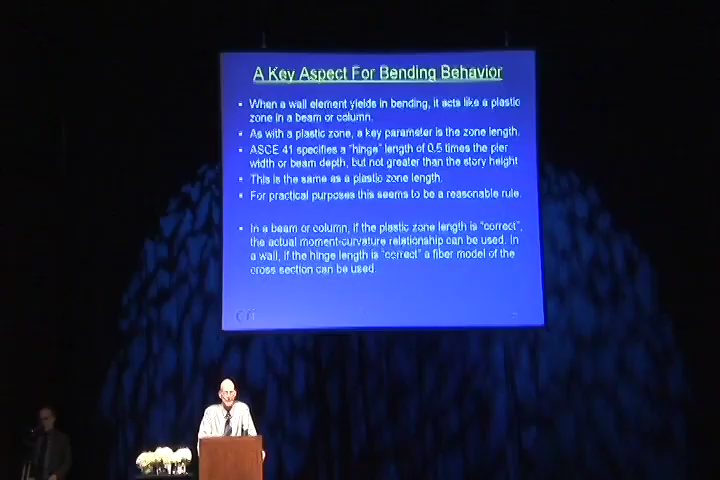 A Key Aspect For Bending Behavior
• When a wall element yields in bending, it acts like a plastic
zone in a beam or column.
• As with a plastic zone, a key parameter is the zone length.
• ASCE 41 specifies a "hinge" length of 0.5 times the pier
width or beam depth, but not greater than the story height
• This is the same as a plastic zone length.
• For practical purposes this seems to be a reasonable rule.
• In a beam or column, if the plastic zone length is "correct",
the actual moment-curvature relationship can be used. In
a wall, if the hinge length is "correct" a fiber model of the
cross section can be used.